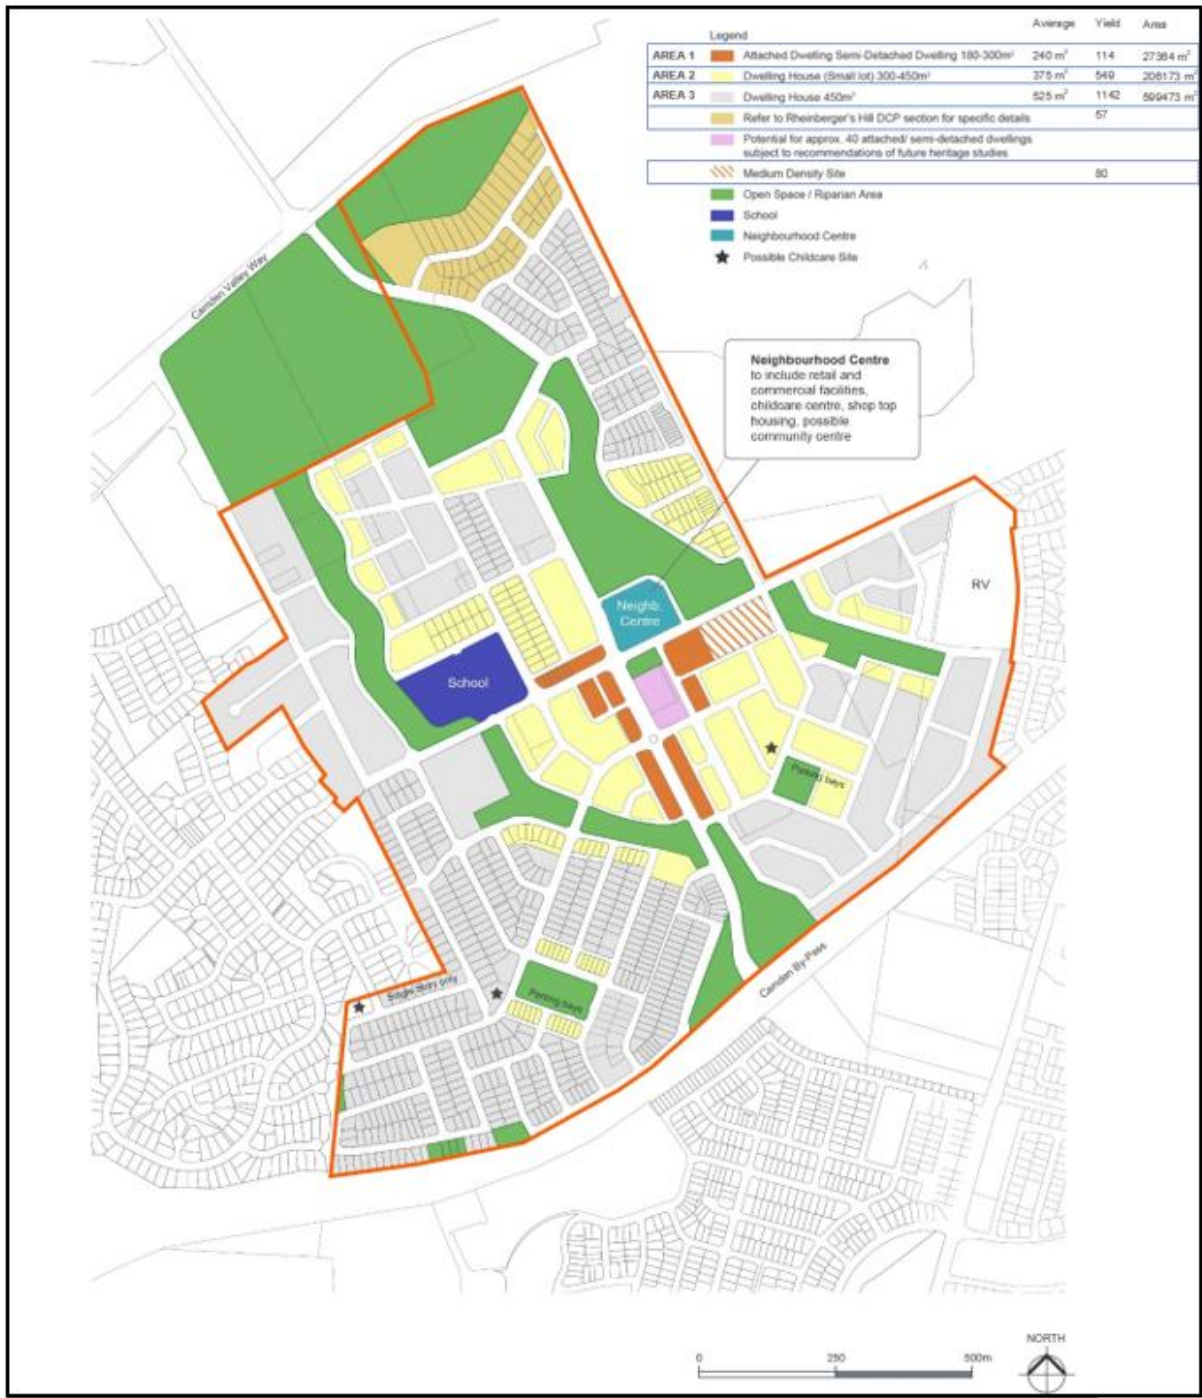 Legend Average Yield Area
AREA 1 Attached Dwelling Semi-Detached Dwelling 180-300m² 240 m² 114 27364 m²
AREA 2 Dwelling House (Small lot) 300-450m² 375 m² 549 206173 m²
AREA 3 Dwelling House 450m² 525 m² 1142 599473 m²
Refer to Rheinberger's Hill DCP section for specific details 57
Potential for approx. 40 attached/ semi-detached dwellings
subject to recommendations of future heritage studies
Medium Density Site 80
Open Space / Riparian Area
School
Neighbourhood Centre
Possible Childcare Site
Camden Valley Way
Neighbourhood Centre
to include retail and
commercial facilities,
childcare centre, shop top
housing, possible
community centre
RV
Neighb.
Centre
School
Parking bays
Camden By-Pass
Single Story only
Parking bays
NORTH
0 250 500m